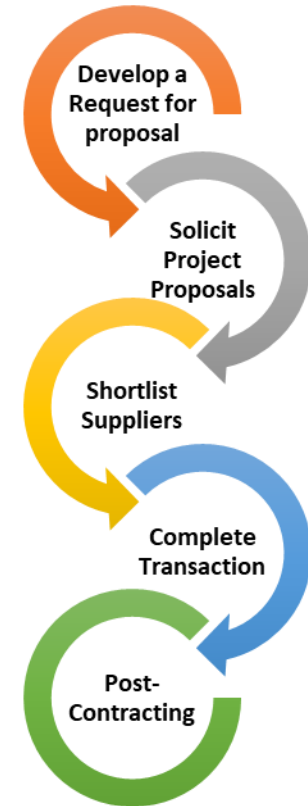 Develop a
Request for
proposal
Solicit
Project
Proposals
Shortlist
Suppliers
Complete
Transaction
Post-
Contracting